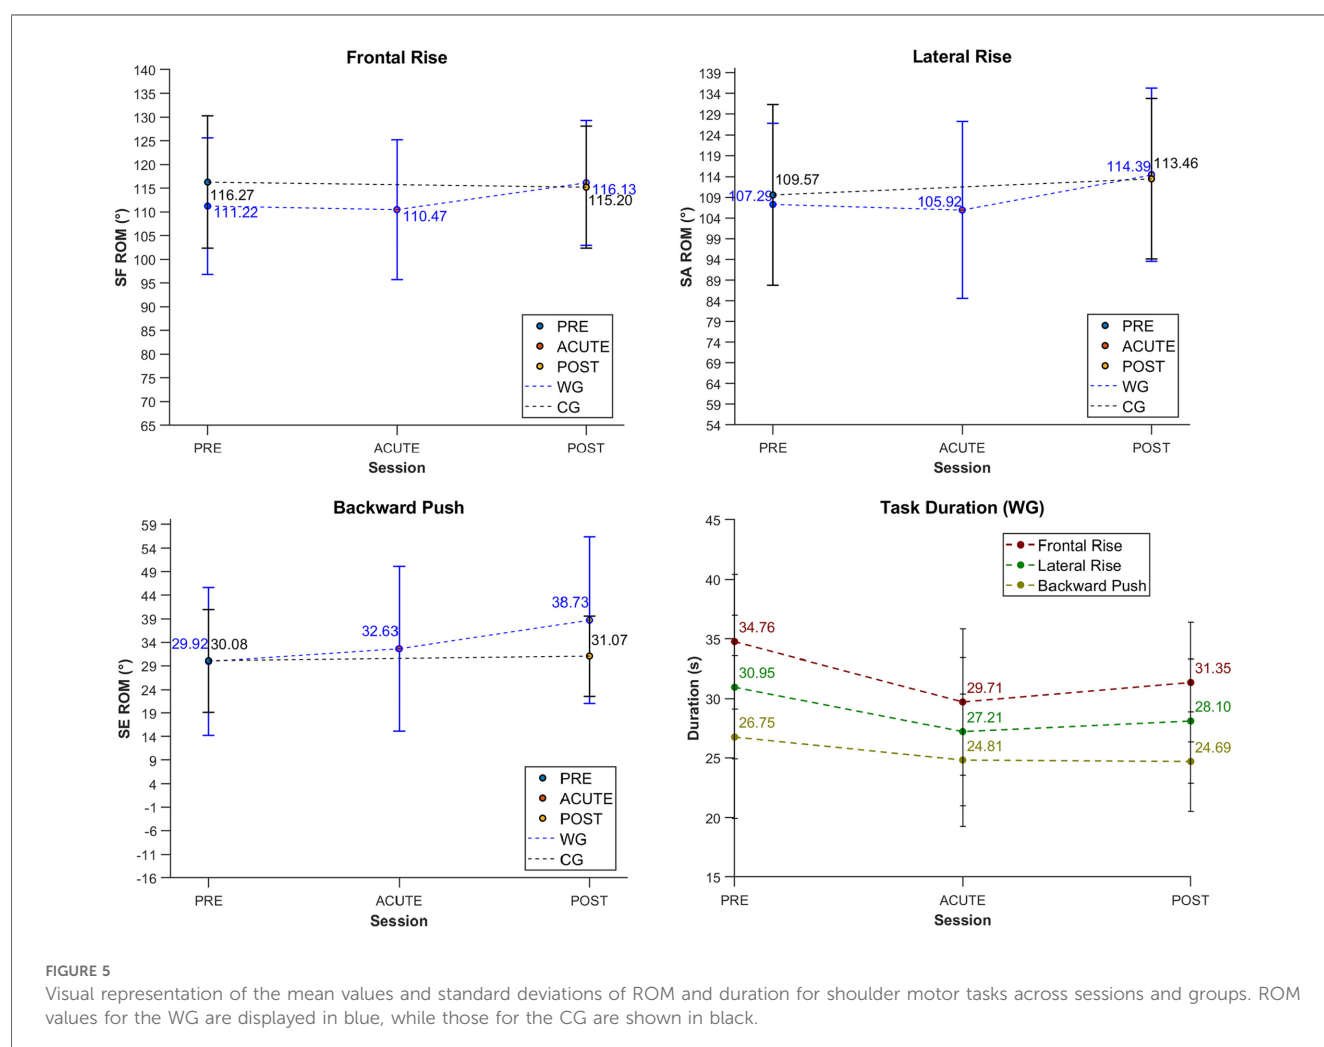 Frontal Rise
140
135
130
125
120
115
110
105
100
95
90
85
80
75
70
65
SF ROM (°)
116.27
111.22
110.47
116.13
115.20
PRE
ACUTE
POST
WG
CG
PRE
ACUTE
POST
Session
Lateral Rise
139
134
129
124
119
114
109
104
99
94
89
84
79
74
69
64
59
54
SA ROM (°)
109.57
107.29
105.92
114.39
113.46
PRE
ACUTE
POST
WG
CG
PRE
ACUTE
POST
Session
Backward Push
59
54
49
44
39
34
29
24
19
14
9
4
-1
-6
-11
-16
SE ROM (°)
29.92
30.08
32.63
38.73
31.07
PRE
ACUTE
POST
WG
CG
PRE
ACUTE
POST
Session
Task Duration (WG)
45
40
35
30
25
20
15
Duration (s)
Frontal Rise
Lateral Rise
Backward Push
34.76
30.95
26.75
29.71
27.21
24.81
31.35
28.10
24.69
PRE
ACUTE
POST
Session
FIGURE 5
Visual representation of the mean values and standard deviations of ROM and duration for shoulder motor tasks across sessions and groups. ROM
values for the WG are displayed in blue, while those for the CG are shown in black.